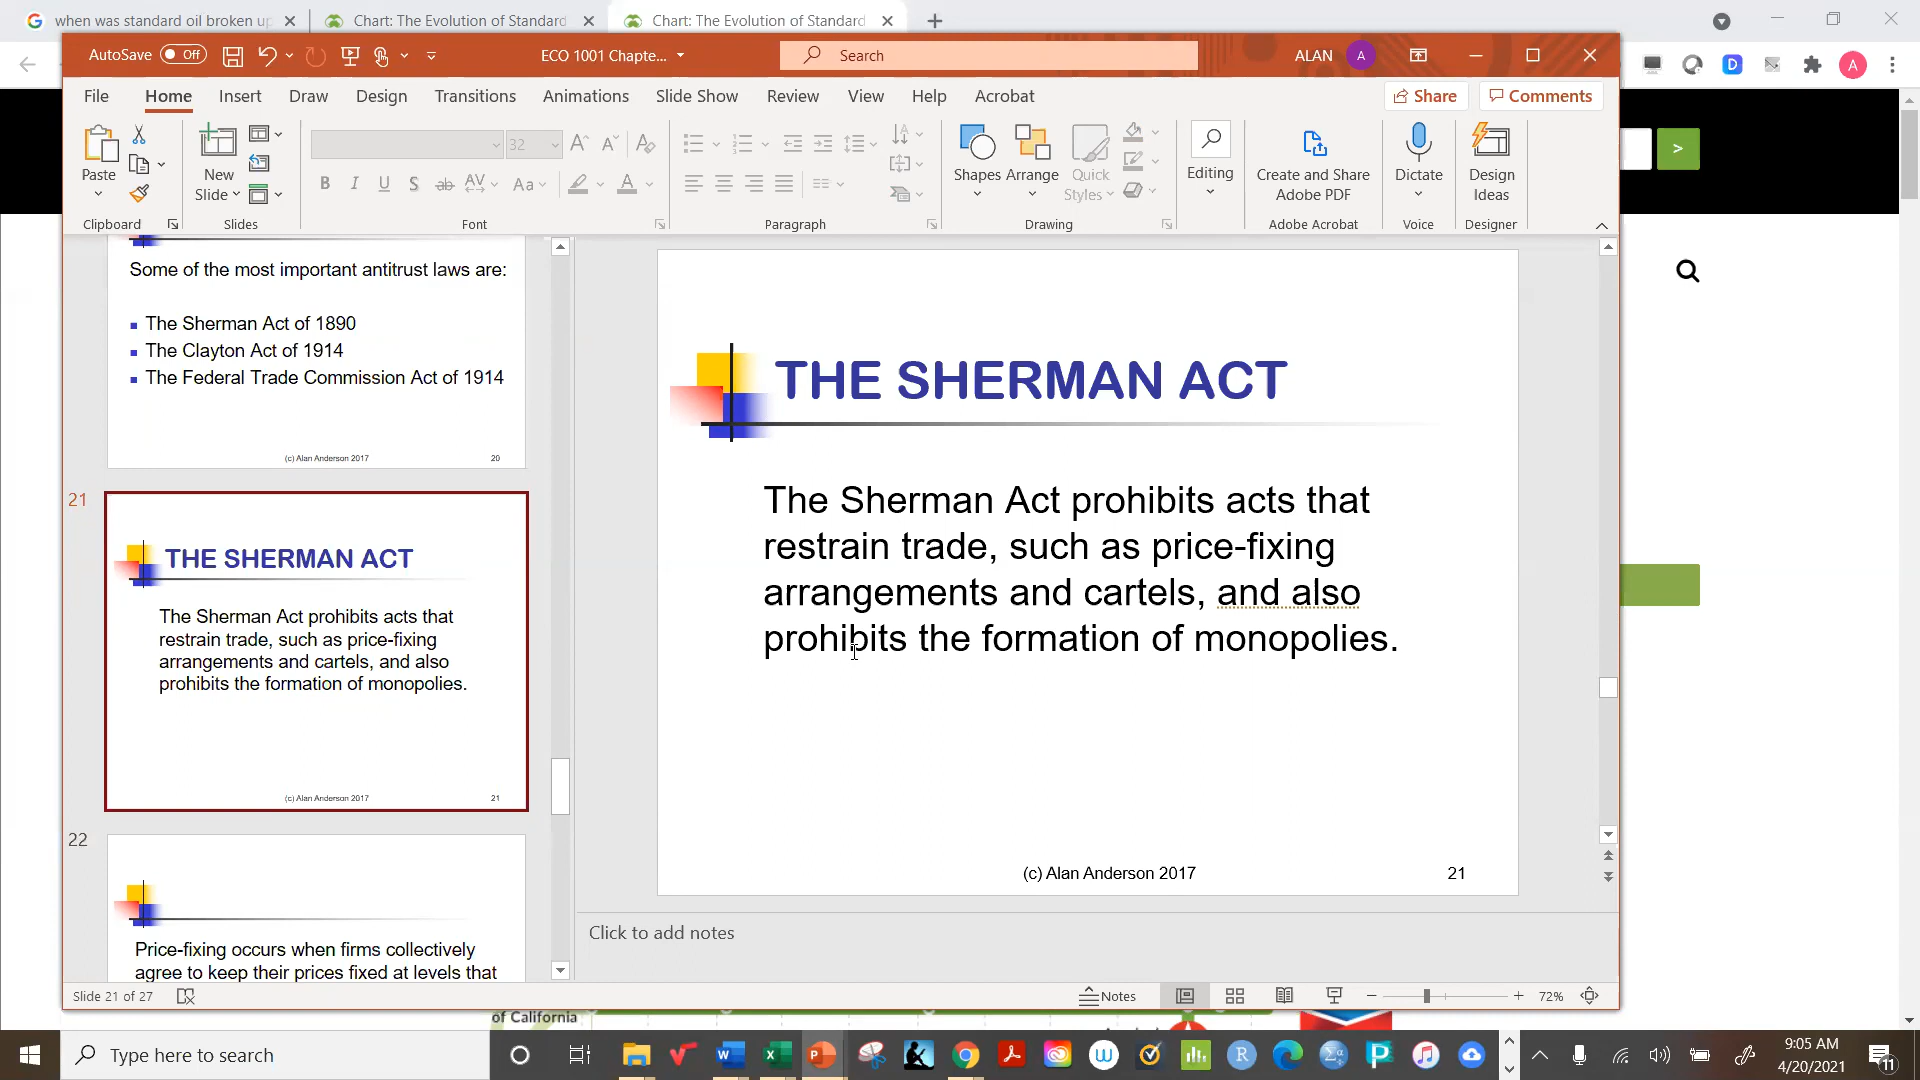 when was standard oil broken up
Chart: The Evolution of Standard
Chart: The Evolution of Standard
AutoSave
Off
ECO 1001 Chapte...
Search
ALAN
A
D
A
File
Home
Insert
Draw
Design
Transitions
Animations
Slide Show
Review
View
Help
Acrobat
Share
Comments
Paste
New
Slide
32
Shapes
Arrange
Quick
Styles
Editing
Create and Share
Adobe PDF
Dictate
Design
Ideas
Clipboard
Slides
Font
Paragraph
Drawing
Adobe Acrobat
Voice
Designer
>
Some of the most important antitrust laws are:
The Sherman Act of 1890
The Clayton Act of 1914
The Federal Trade Commission Act of 1914
(c) Alan Anderson 2017
20
21
THE SHERMAN ACT
The Sherman Act prohibits acts that
restrain trade, such as price-fixing
arrangements and cartels, and also
prohibits the formation of monopolies.
(c) Alan Anderson 2017
21
22
Price-fixing occurs when firms collectively
agree to keep their prices fixed at levels that
THE SHERMAN ACT
The Sherman Act prohibits acts that
restrain trade, such as price-fixing
arrangements and cartels, and also
prohibits the formation of monopolies.
(c) Alan Anderson 2017
21
Click to add notes
Slide 21 of 27
Notes
72%
of California
Type here to search
9:05 AM
4/20/2021
11